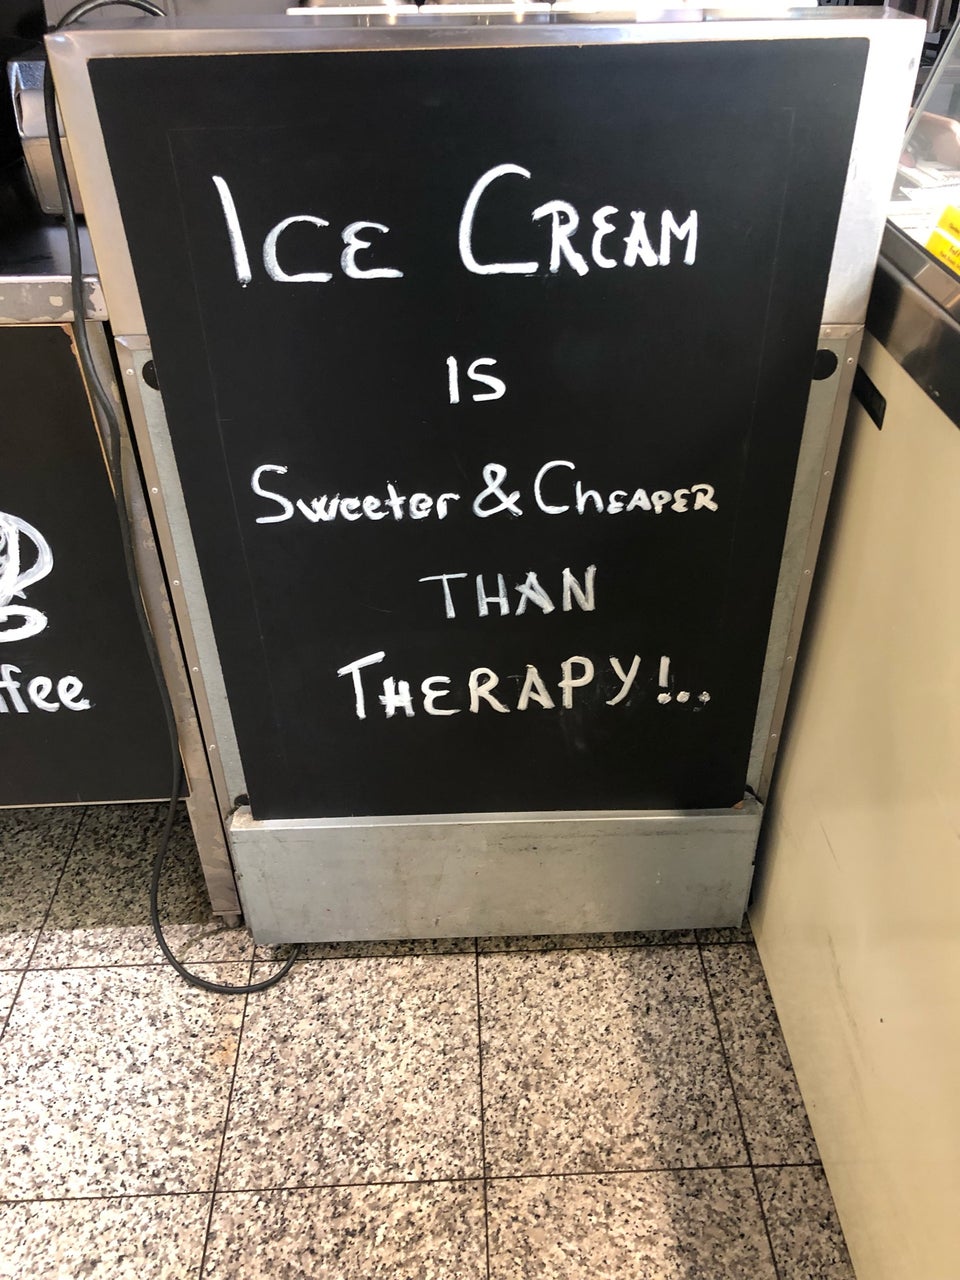 ICE CREAM
IS
Sweeter & ChEAPER
THAN
THERAPY!..
ffee